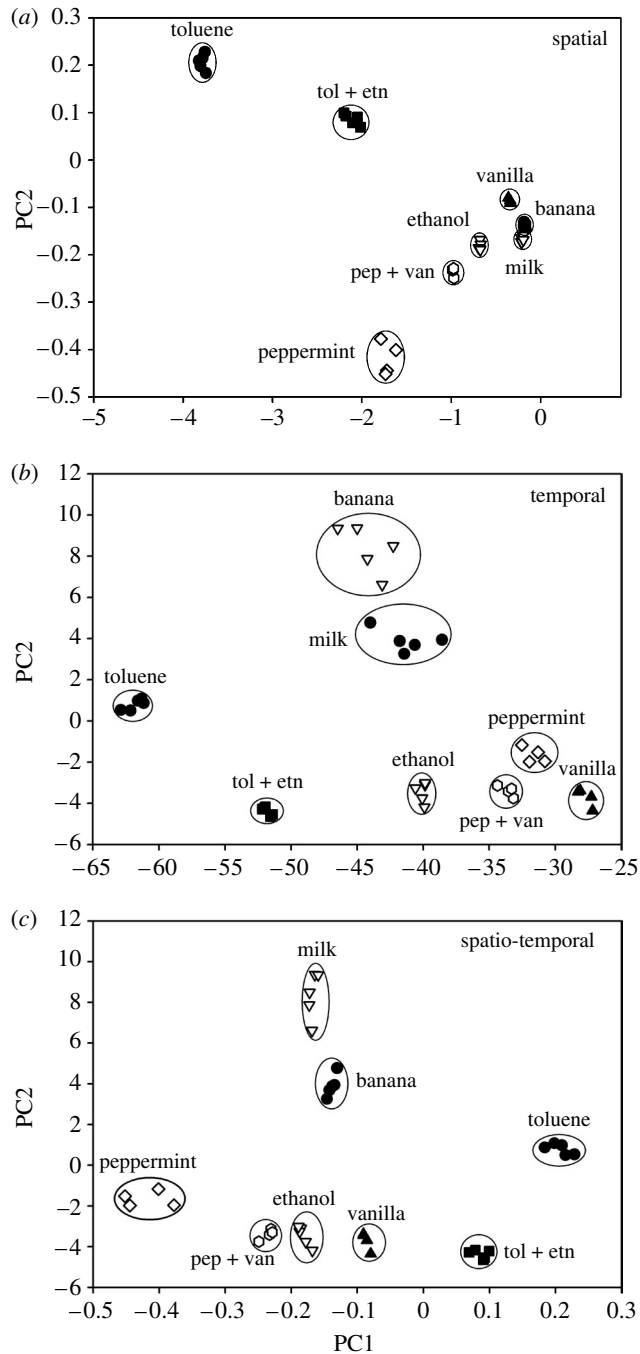 (a)
0.3
toluene
spatial
0.2
tol + etn
0.1
0
vanilla
PC2
−0.1
ethanol
banana
−0.2
pep + van
milk
−0.3
peppermint
−0.4
−0.5
−5 −4 −3 −2 −1 0
(b)
12
banana
temporal
10
8
6
milk
PC2
4
toluene
2
peppermint
0
ethanol
vanilla
−2
tol + etn
pep + van
−4
−6
−65 −60 −55 −50 −45 −40 −35 −30 −25
(c)
12
milk
spatio-temporal
10
8
6
banana
PC2
4
toluene
2
peppermint
0
ethanol
vanilla
−2
pep + van
tol + etn
−4
−6
−0.5 −0.4 −0.3 −0.2 −0.1 0 0.1 0.2 0.3
PC1